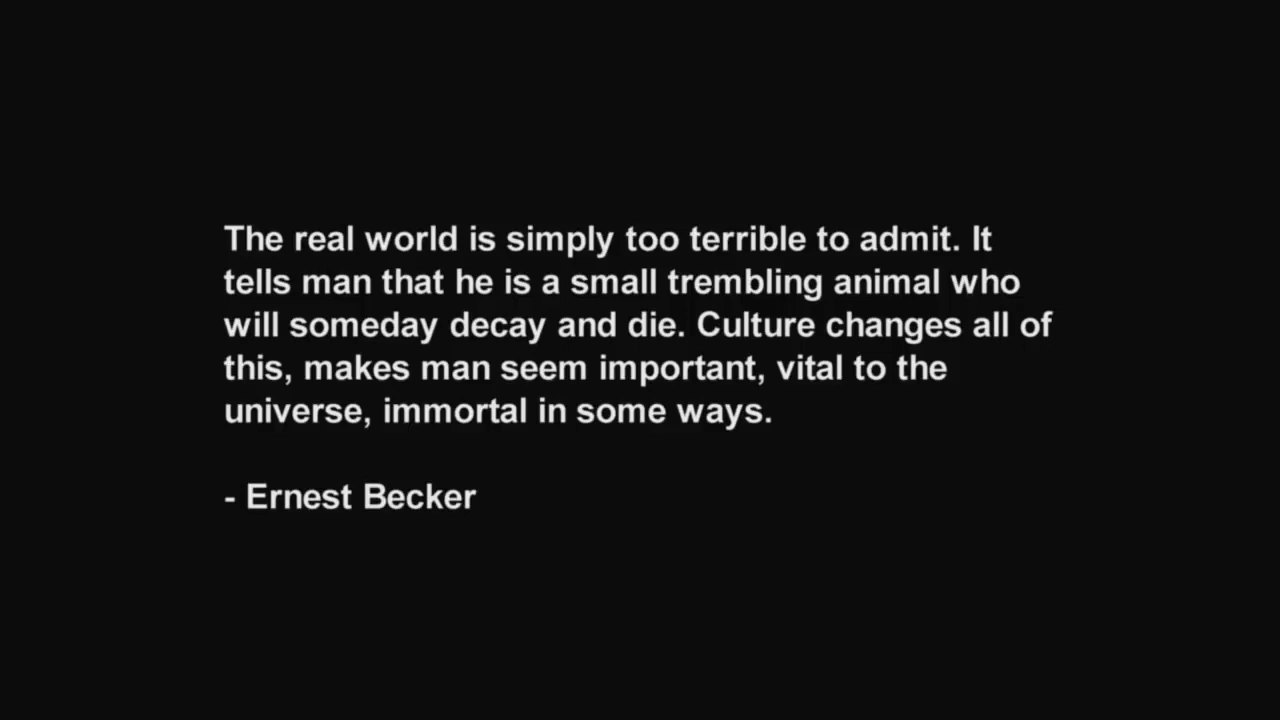 The real world is simply too terrible to admit. It
tells man that he is a small trembling animal who
will someday decay and die. Culture changes all of
this, makes man seem important, vital to the
universe, immortal in some ways.
- Ernest Becker